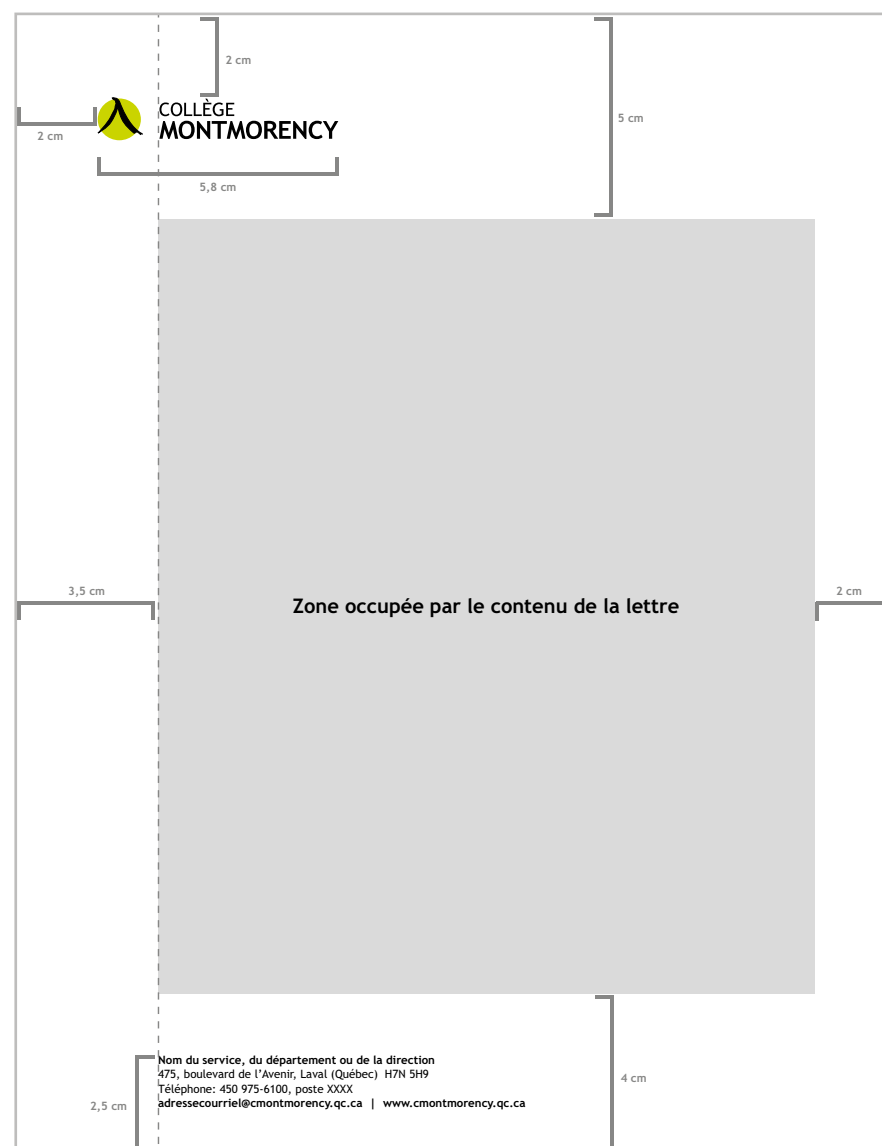 2 cm
5 cm
COLLÈGE
MONTMORENCY
2 cm
5,8 cm
3,5 cm
2 cm
Zone occupée par le contenu de la lettre
Nom du service, du département ou de la direction
475, boulevard de l’Avenir, Laval (Québec) H7N 5H9
Téléphone: 450 975-6100, poste XXXX
adressecourriel@cmontmorency.qc.ca | www.cmontmorency.qc.ca
4 cm
2,5 cm